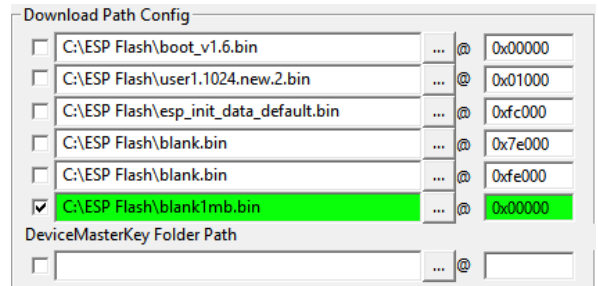 Download Path Config
C:\ESP Flash\boot_v1.6.bin ... @ 0x00000
C:\ESP Flash\user1.1024.new.2.bin ... @ 0x01000
C:\ESP Flash\esp_init_data_default.bin ... @ 0xfc000
C:\ESP Flash\blank.bin ... @ 0x7e000
C:\ESP Flash\blank.bin ... @ 0xfe000
C:\ESP Flash\blank1mb.bin ... @ 0x00000
DeviceMasterKey Folder Path
... @